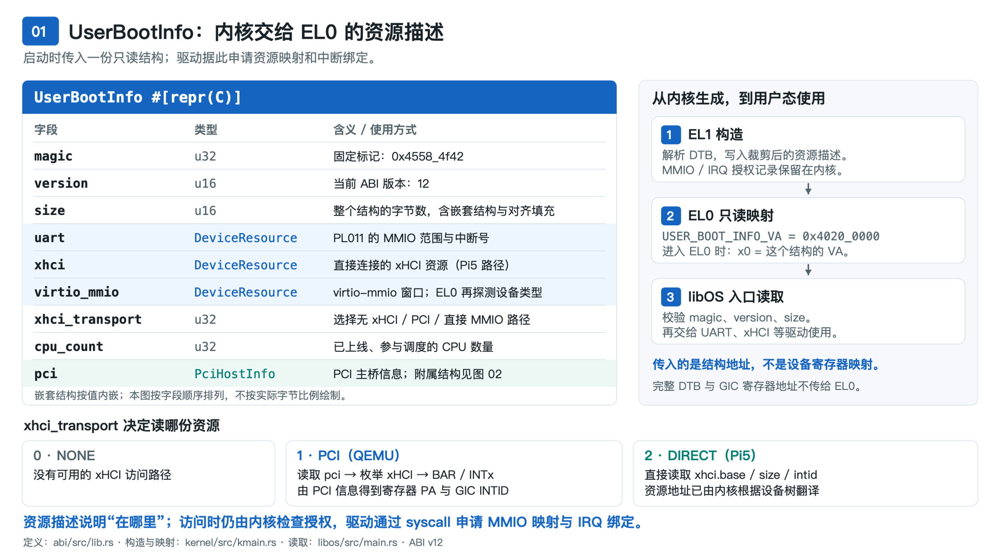 01 UserBootInfo：内核交给 EL0 的资源描述
启动时传入一份只读结构；驱动据此申请资源映射和中断绑定。
UserBootInfo #[repr(C)]
字段 类型 含义 / 使用方式
magic u32 固定标记：0x4558_4f42
version u16 当前 ABI 版本：12
size u16 整个结构的字节数，含嵌套结构与对齐填充
uart DeviceResource PL011 的 MMIO 范围与中断号
xhci DeviceResource 直接连接的 xHCI 资源（Pi5 路径）
virtio_mmio DeviceResource virtio-mmio 窗口；EL0 再探测设备类型
xhci_transport u32 选择无 xHCI / PCI / 直接 MMIO 路径
cpu_count u32 已上线、参与调度的 CPU 数量
pci PciHostInfo PCI 主桥信息；附属结构见图 02
嵌套结构按值内嵌；本图按字段顺序排列，不按实际字节比例绘制。
从内核生成，到用户态使用
1 EL1 构造
解析 DTB，写入裁剪后的资源描述。
MMIO / IRQ 授权记录保留在内核。
2 EL0 只读映射
USER_BOOT_INFO_VA = 0x4020_0000
进入 EL0 时：x0 = 这个结构的 VA。
3 libOS 入口读取
校验 magic、version、size。
再交给 UART、xHCI 等驱动使用。
传入的是结构地址，不是设备寄存器映射。
完整 DTB 与 GIC 寄存器地址不传给 EL0。
xhci_transport 决定读哪份资源
0 · NONE
没有可用的 xHCI 访问路径
1 · PCI（QEMU）
读取 pci → 枚举 xHCI → BAR / INTx
由 PCI 信息得到寄存器 PA 与 GIC INTID
2 · DIRECT（Pi5）
直接读取 xhci.base / size / intid
资源地址已由内核根据设备树翻译
资源描述说明“在哪里”；访问时仍由内核检查授权，驱动通过 syscall 申请 MMIO 映射与 IRQ 绑定。
定义：abi/src/lib.rs · 构造与映射：kernel/src/kmain.rs · 读取：libos/src/main.rs · ABI v12